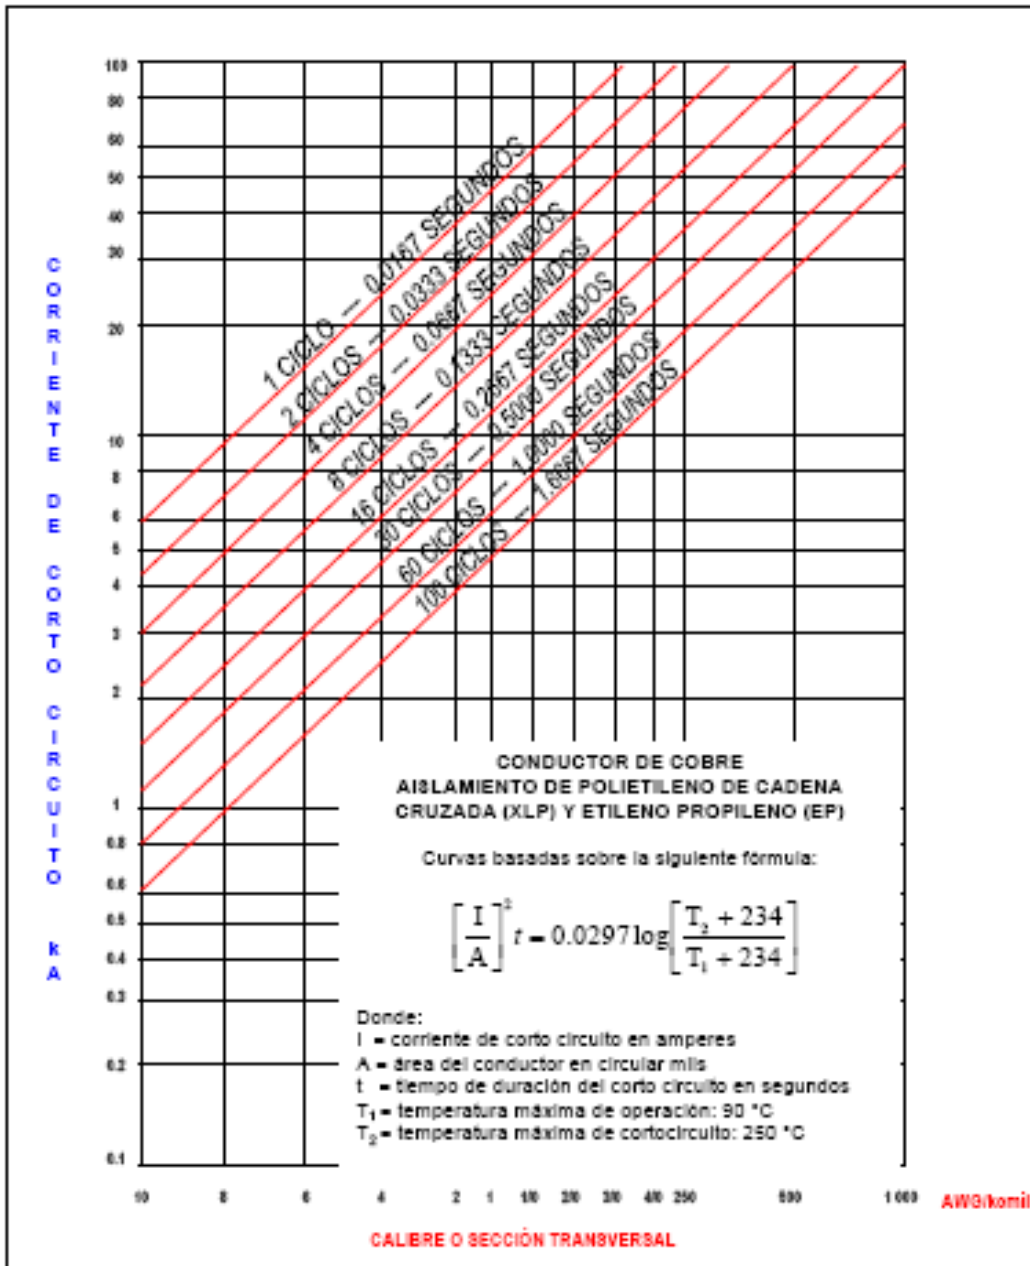 100
80
60
50
40
30
20
10
8
6
5
4
3
2
1
0.8
0.6
0.5
0.4
0.3
0.2
0.1
CORRIENTE DE CORTO CIRCUITO kA
1 CICLO — 0.0167 SEGUNDOS
2 CICLOS — 0.0333 SEGUNDOS
4 CICLOS — 0.0667 SEGUNDOS
8 CICLOS — 0.1333 SEGUNDOS
16 CICLOS — 0.2667 SEGUNDOS
30 CICLOS — 0.5000 SEGUNDOS
60 CICLOS — 1.0000 SEGUNDOS
100 CICLOS — 1.6667 SEGUNDOS
CONDUCTOR DE COBRE
AISLAMIENTO DE POLIETILENO DE CADENA
CRUZADA (XLP) Y ETILENO PROPILENO (EP)
Curvas basadas sobre la siguiente fórmula:
[I/A]² t = 0.0297 log[(T₂ + 234)/(T₁ + 234)]
Donde:
I = corriente de corto circuito en amperes
A = área del conductor en circular mils
t = tiempo de duración del corto circuito en segundos
T₁ = temperatura máxima de operación: 90 °C
T₂ = temperatura máxima de cortocircuito: 250 °C
10 8 6 4 2 1 1/0 2/0 3/0 4/0 250 500 1 000
AWG/kcmil
CALIBRE O SECCIÓN TRANSVERSAL